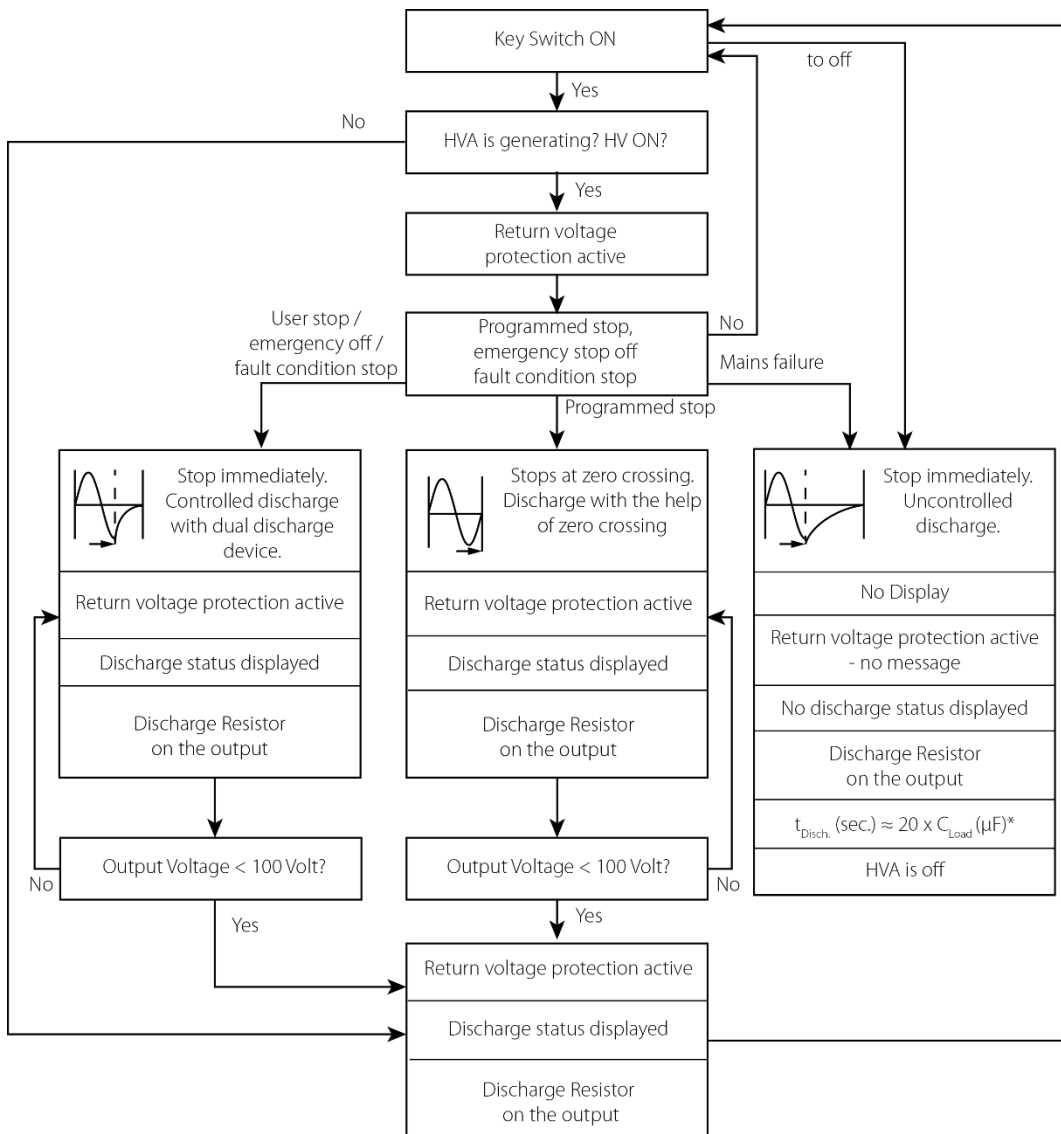 Key Switch ON
to off
Yes
No
HVA is generating? HV ON?
Yes
Return voltage
protection active
User stop /
emergency off /
fault condition stop
Programmed stop,
emergency stop off
fault condition stop
No
Mains failure
Programmed stop
Stop immediately.
Controlled discharge
with dual discharge
device.
Return voltage protection active
Discharge status displayed
Discharge Resistor
on the output
Output Voltage < 100 Volt?
No
Yes
Stops at zero crossing.
Discharge with the help
of zero crossing
Return voltage protection active
Discharge status displayed
Discharge Resistor
on the output
Output Voltage < 100 Volt?
No
Yes
Stop immediately.
Uncontrolled
discharge.
No Display
Return voltage protection active
- no message
No discharge status displayed
Discharge Resistor
on the output
t Disch. (sec.) ≈ 20 x C Load (µF)*
HVA is off
Return voltage protection active
Discharge status displayed
Discharge Resistor
on the output